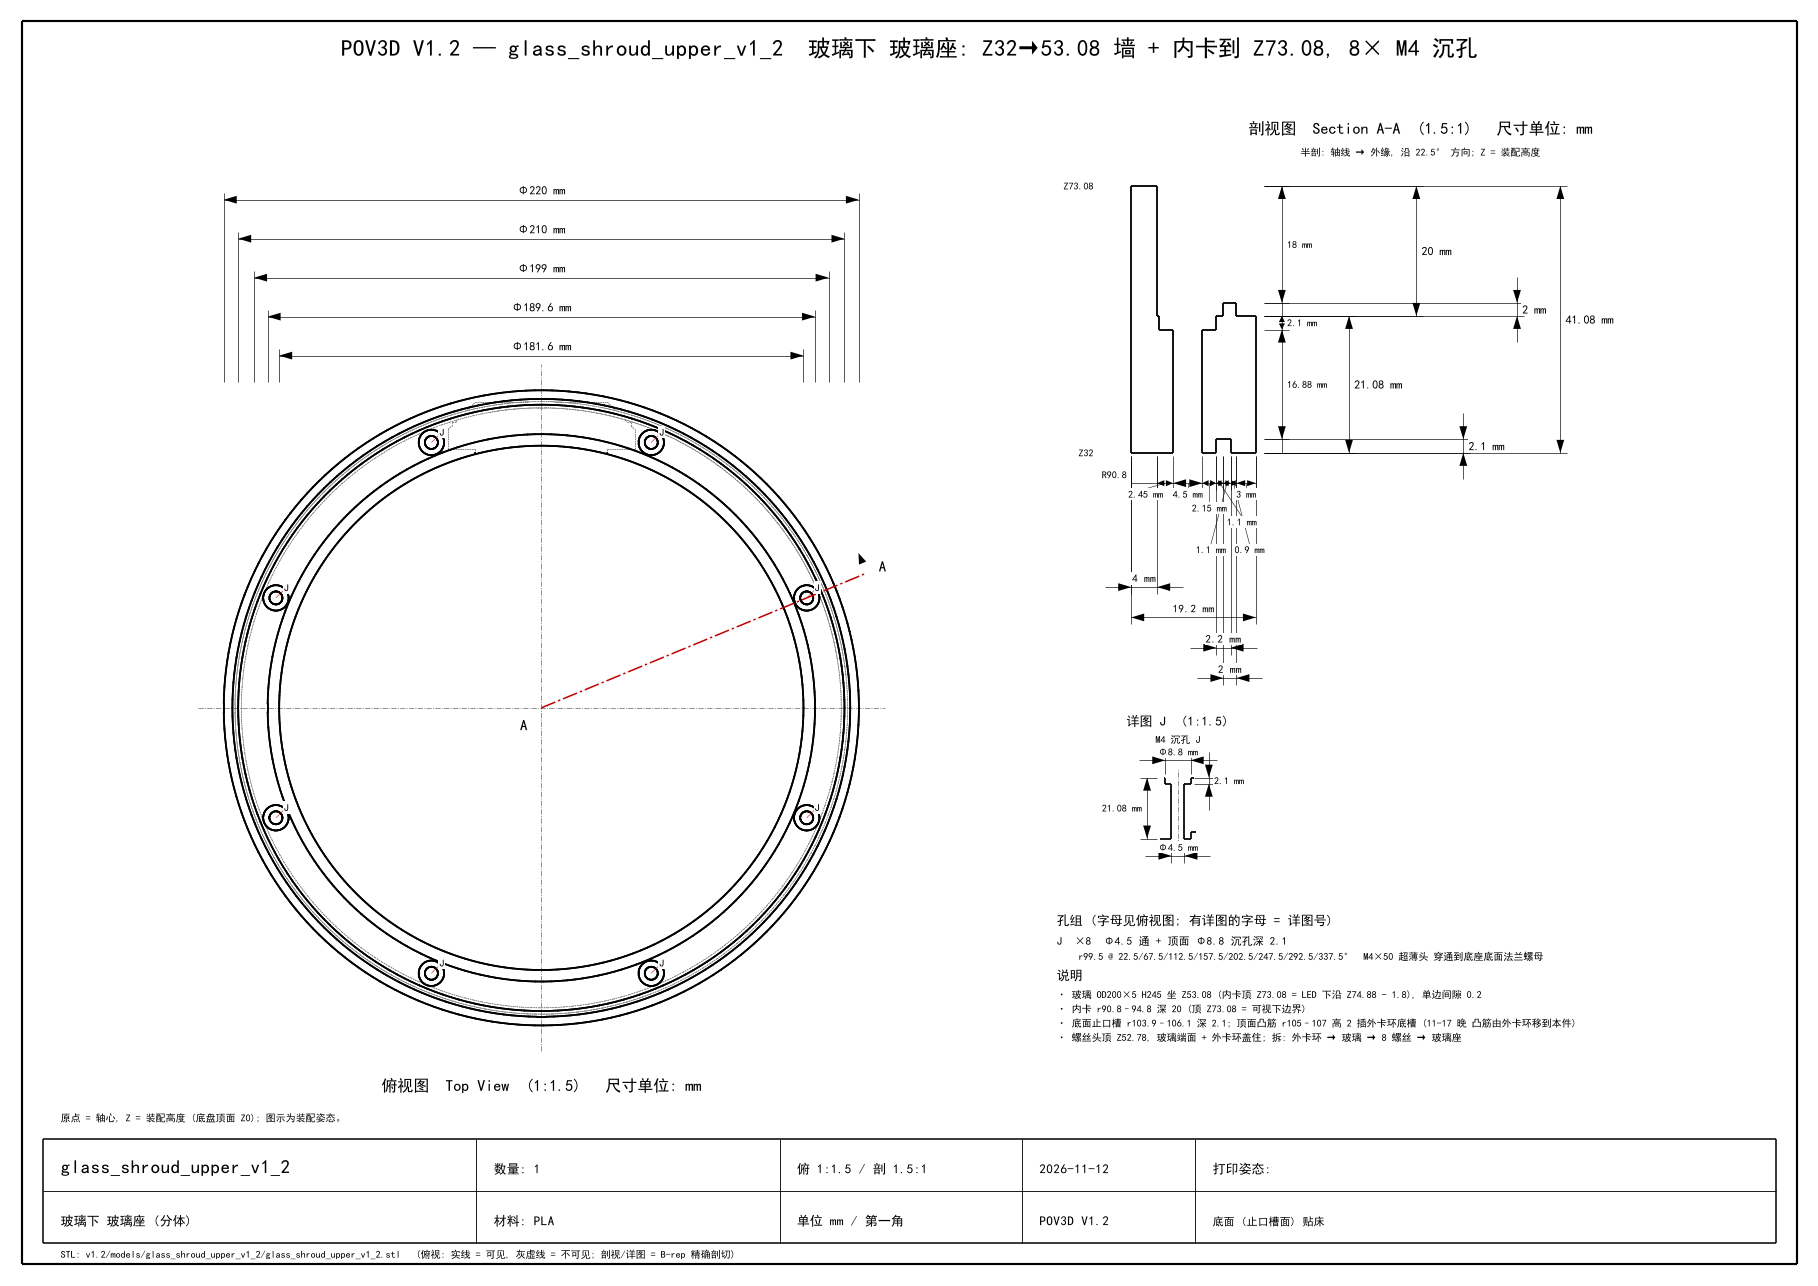 POV3D V1.2 — glass_shroud_upper_v1_2  玻璃下 玻璃座: Z32→53.08 墙 + 内卡到 Z73.08, 8× M4 沉孔
剖视图 Section A-A (1.5:1) 尺寸单位: mm
半剖: 轴线 → 外缘, 沿 22.5° 方向; Z = 装配高度
Φ220 mm
Φ210 mm
Φ199 mm
Φ189.6 mm
Φ181.6 mm
J
J
J
J
J
J
J
J
A
A
俯视图 Top View (1:1.5) 尺寸单位: mm
Z73.08
18 mm
20 mm
2 mm
2.1 mm
41.08 mm
16.88 mm
21.08 mm
2.1 mm
Z32
R90.8
2.45 mm
4.5 mm
3 mm
2.15 mm
1.1 mm
1.1 mm
0.9 mm
4 mm
19.2 mm
2.2 mm
2 mm
详图 J (1:1.5)
M4 沉孔 J
Φ8.8 mm
2.1 mm
21.08 mm
Φ4.5 mm
孔组 (字母见俯视图; 有详图的字母 = 详图号)
J ×8 Φ4.5 通 + 顶面 Φ8.8 沉孔深 2.1
r99.5 @ 22.5/67.5/112.5/157.5/202.5/247.5/292.5/337.5° M4×50 超薄头 穿通到底座底面法兰螺母
说明
· 玻璃 OD200×5 H245 坐 Z53.08 (内卡顶 Z73.08 = LED 下沿 Z74.88 - 1.8), 单边间隙 0.2
· 内卡 r90.8–94.8 深 20 (顶 Z73.08 = 可视下边界)
· 底面止口槽 r103.9–106.1 深 2.1; 顶面凸筋 r105–107 高 2 插外卡环底槽 (11-17 晚 凸筋由外卡环移到本件)
· 螺丝头顶 Z52.78, 玻璃端面 + 外卡环盖住; 拆: 外卡环 → 玻璃 → 8 螺丝 → 玻璃座
原点 = 轴心, Z = 装配高度 (底盘顶面 Z0); 图示为装配姿态。
glass_shroud_upper_v1_2
数量: 1
俯 1:1.5 / 剖 1.5:1
2026-11-12
打印姿态:
玻璃下 玻璃座 (分体)
材料: PLA
单位 mm / 第一角
POV3D V1.2
底面 (止口槽面) 贴床
STL: v1.2/models/glass_shroud_upper_v1_2/glass_shroud_upper_v1_2.stl (俯视: 实线 = 可见, 灰虚线 = 不可见; 剖视/详图 = B-rep 精确剖切)